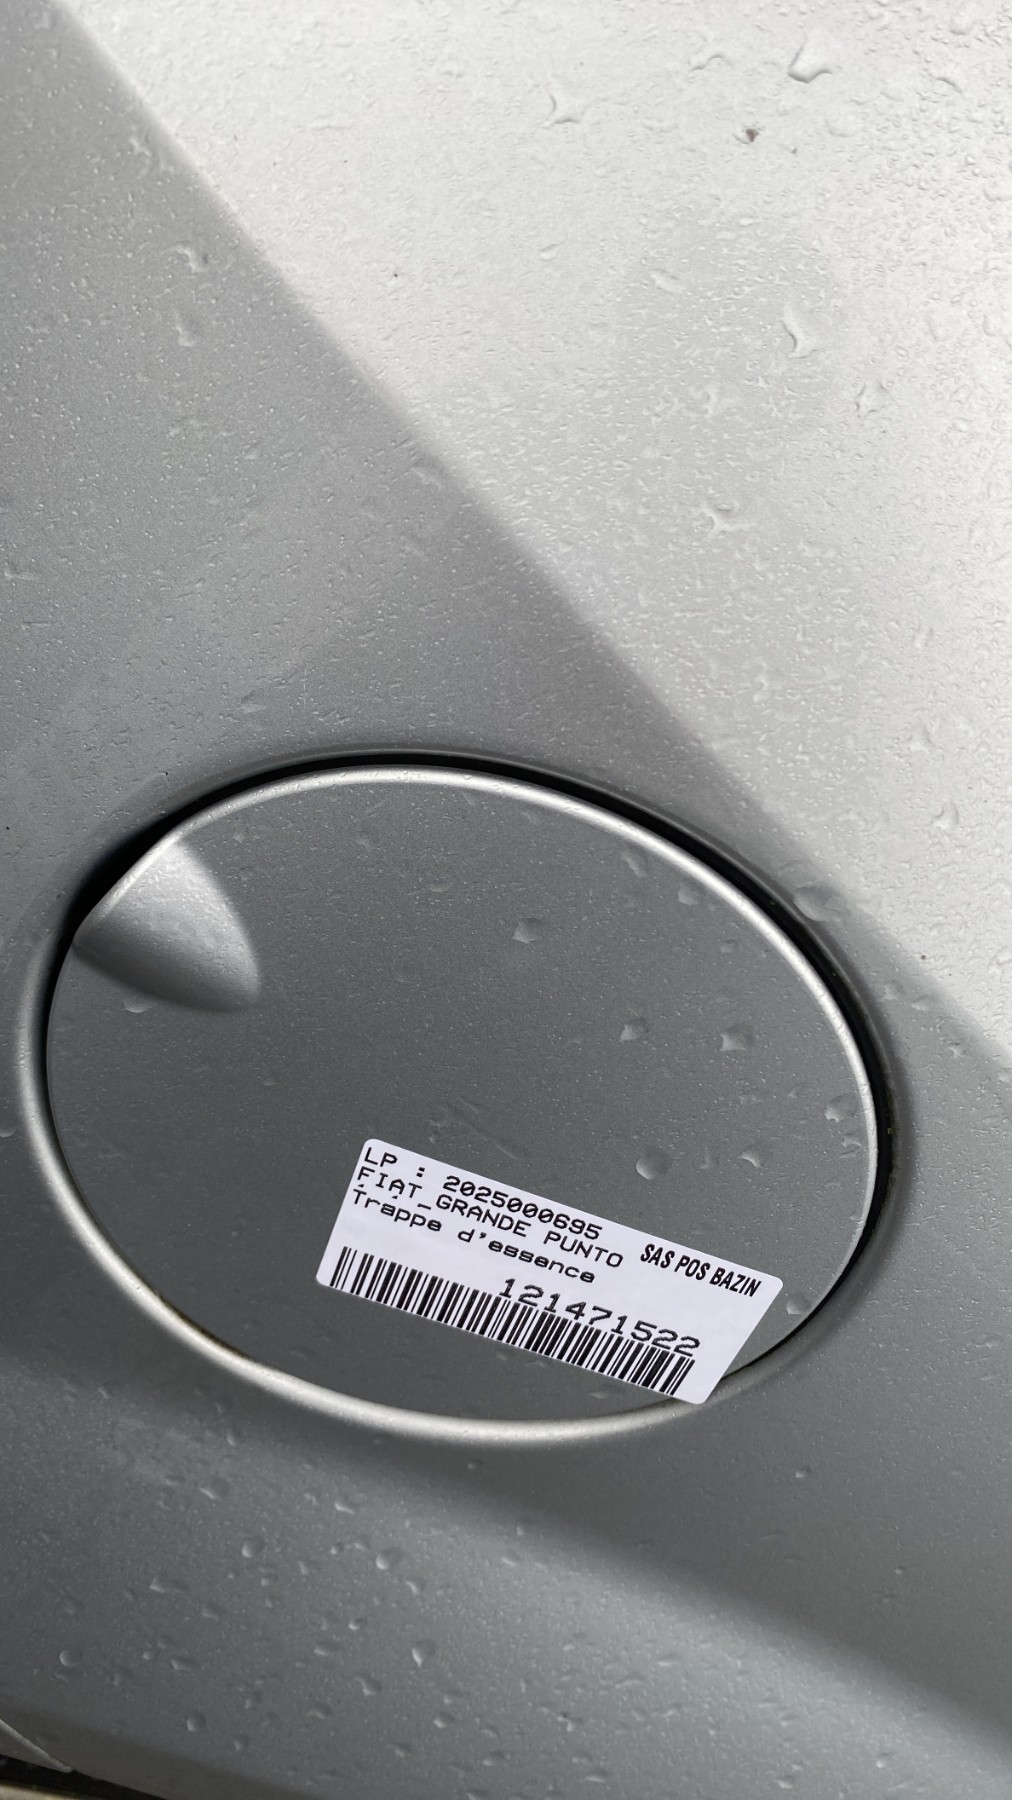 LP : 2025000695
FIAT_GRANDE PUNTO
Trappe d'essence
SAS POS BAZIN
121471522